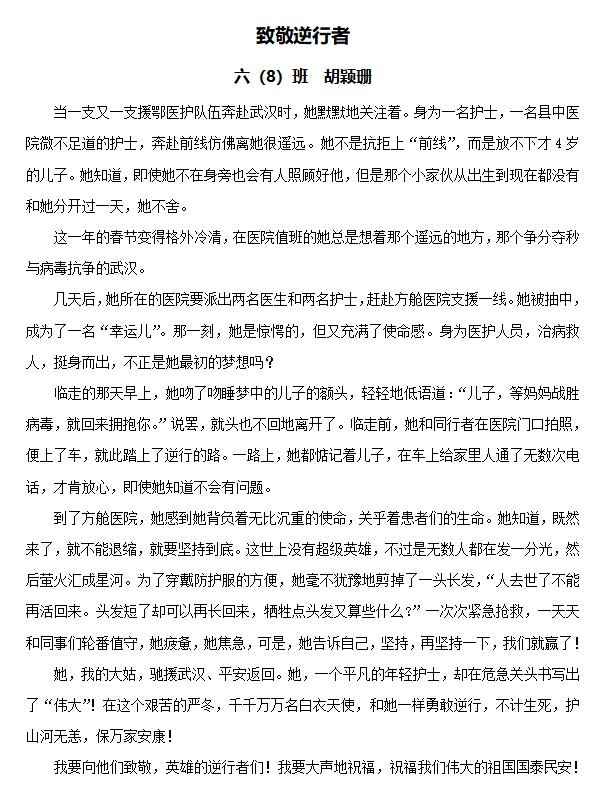 致敬逆行者
六（8）班　胡颖珊
当一支又一支援鄂医护队伍奔赴武汉时，她默默地关注着。身为一名护士，一名县中医
院微不足道的护士，奔赴前线仿佛离她很遥远。她不是抗拒上“前线”，而是放不下才 4 岁
的儿子。她知道，即使她不在身旁也会有人照顾好他，但是那个小家伙从出生到现在都没有
和她分开过一天，她不舍。
这一年的春节变得格外冷清，在医院值班的她总是想着那个遥远的地方，那个争分夺秒
与病毒抗争的武汉。
几天后，她所在的医院要派出两名医生和两名护士，赶赴方舱医院支援一线。她被抽中，
成为了一名“幸运儿”。那一刻，她是惊愕的，但又充满了使命感。身为医护人员，治病救
人，挺身而出，不正是她最初的梦想吗？
临走的那天早上，她吻了吻睡梦中的儿子的额头，轻轻地低语道：“儿子，等妈妈战胜
病毒，就回来拥抱你。”说罢，就头也不回地离开了。临走前，她和同行者在医院门口拍照，
便上了车，就此踏上了逆行的路。一路上，她都惦记着儿子，在车上给家里人通了无数次电
话，才肯放心，即使她知道不会有问题。
到了方舱医院，她感到她背负着无比沉重的使命，关乎着患者们的生命。她知道，既然
来了，就不能退缩，就要坚持到底。这世上没有超级英雄，不过是无数人都在发一分光，然
后萤火汇成星河。为了穿戴防护服的方便，她毫不犹豫地剪掉了一头长发，“人去世了不能
再活回来。头发短了却可以再长回来，牺牲点头发又算些什么？”一次次紧急抢救，一天天
和同事们轮番值守，她疲惫，她焦急，可是，她告诉自己，坚持，再坚持一下，我们就赢了！
她，我的大姑，驰援武汉、平安返回。她，一个平凡的年轻护士，却在危急关头书写出
了“伟大”！在这个艰苦的严冬，千千万万名白衣天使，和她一样勇敢逆行，不计生死，护
山河无恙，保万家安康！
我要向他们致敬，英雄的逆行者们！我要大声地祝福，祝福我们伟大的祖国国泰民安！